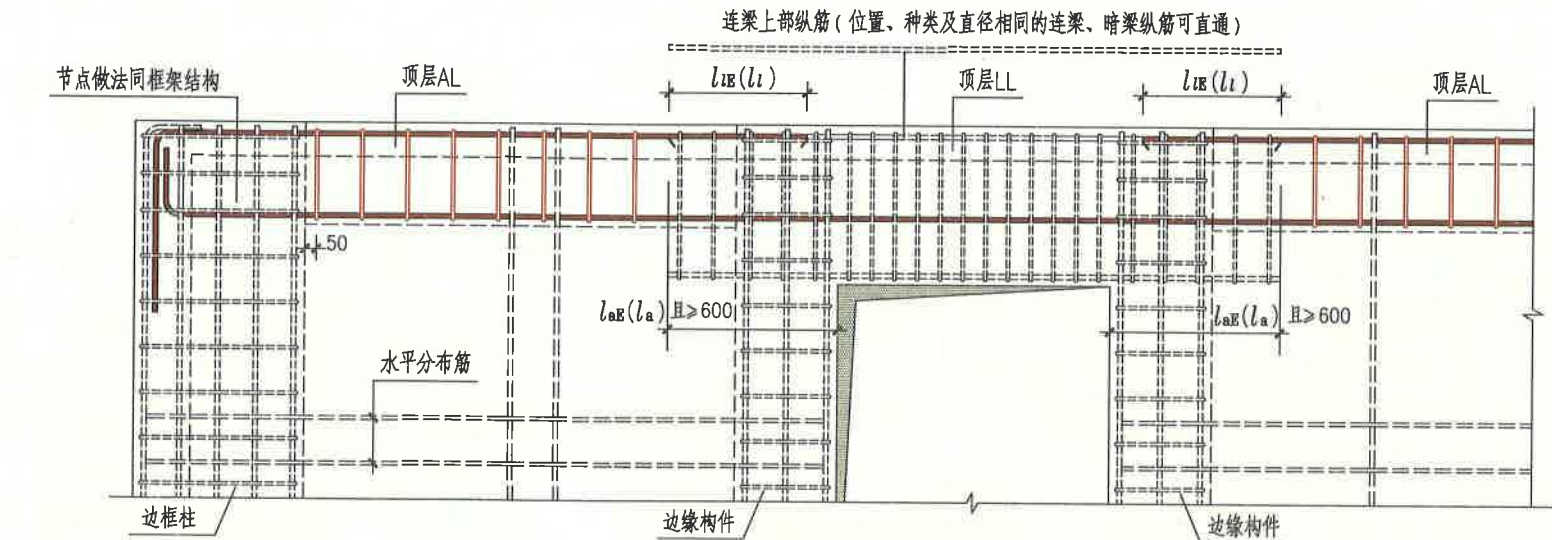 连梁上部纵筋(位置、种类及直径相同的连梁、暗梁纵筋可直通)
节点做法同框架结构
顶层AL
llE(ll)
顶层LL
llE(ll)
顶层AL
50
laE(la)且≥600
laE(la)且≥600
水平分布筋
边框柱
边缘构件
边缘构件